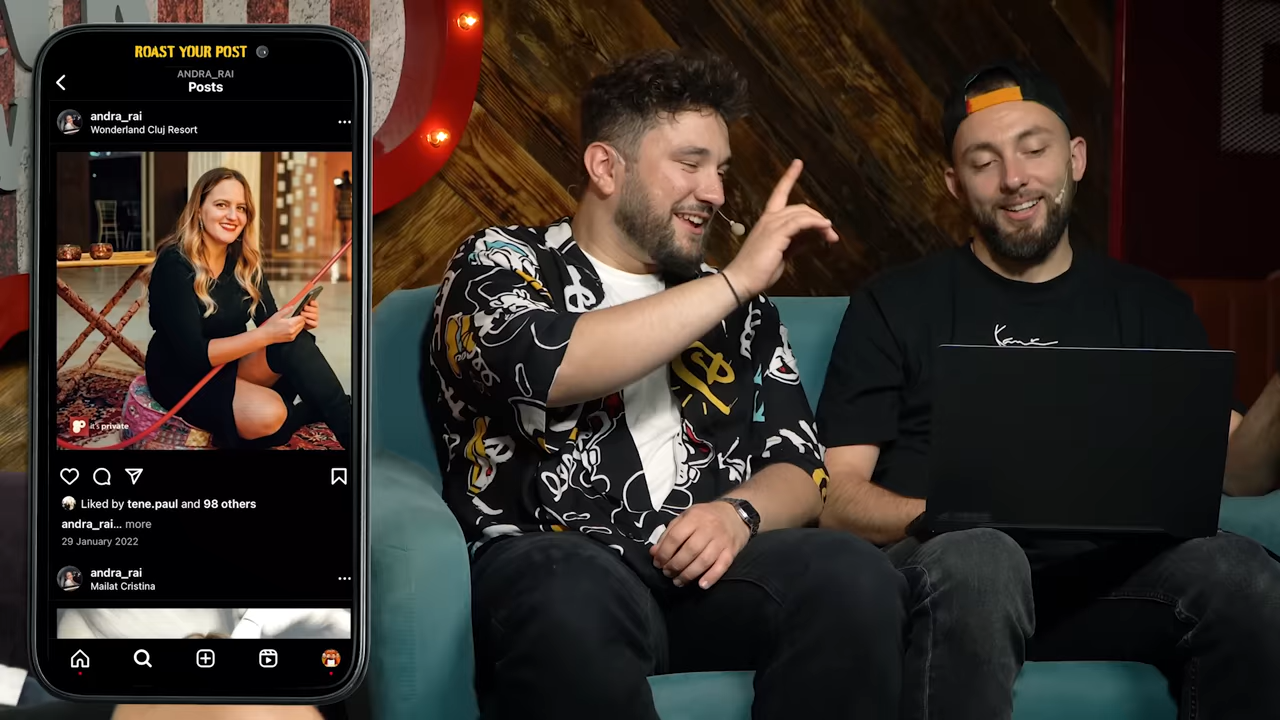 ROAST YOUR POST
ANDRA_RAI
Posts
andra_rai
Wonderland Cluj Resort
it's private
Liked by tene.paul and 98 others
andra_rai... more
29 January 2022
andra_rai
Mailat Cristina